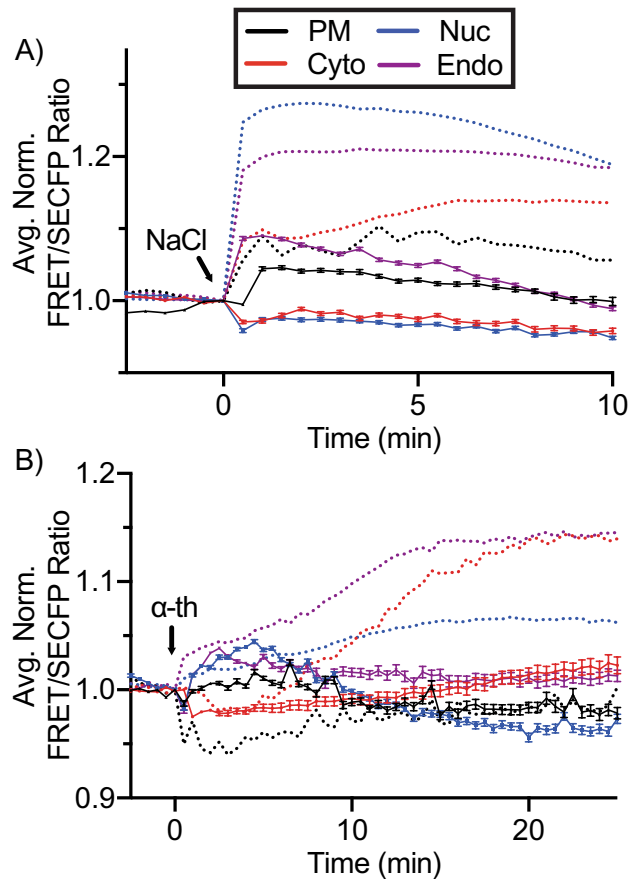 A)
PM
Nuc
Cyto
Endo
Avg. Norm.
FRET/SECFP Ratio
1.2
1.0
NaCl
0
5
10
Time (min)
B)
Avg. Norm.
FRET/SECFP Ratio
1.2
1.1
1.0
0.9
α-th
0
10
20
Time (min)